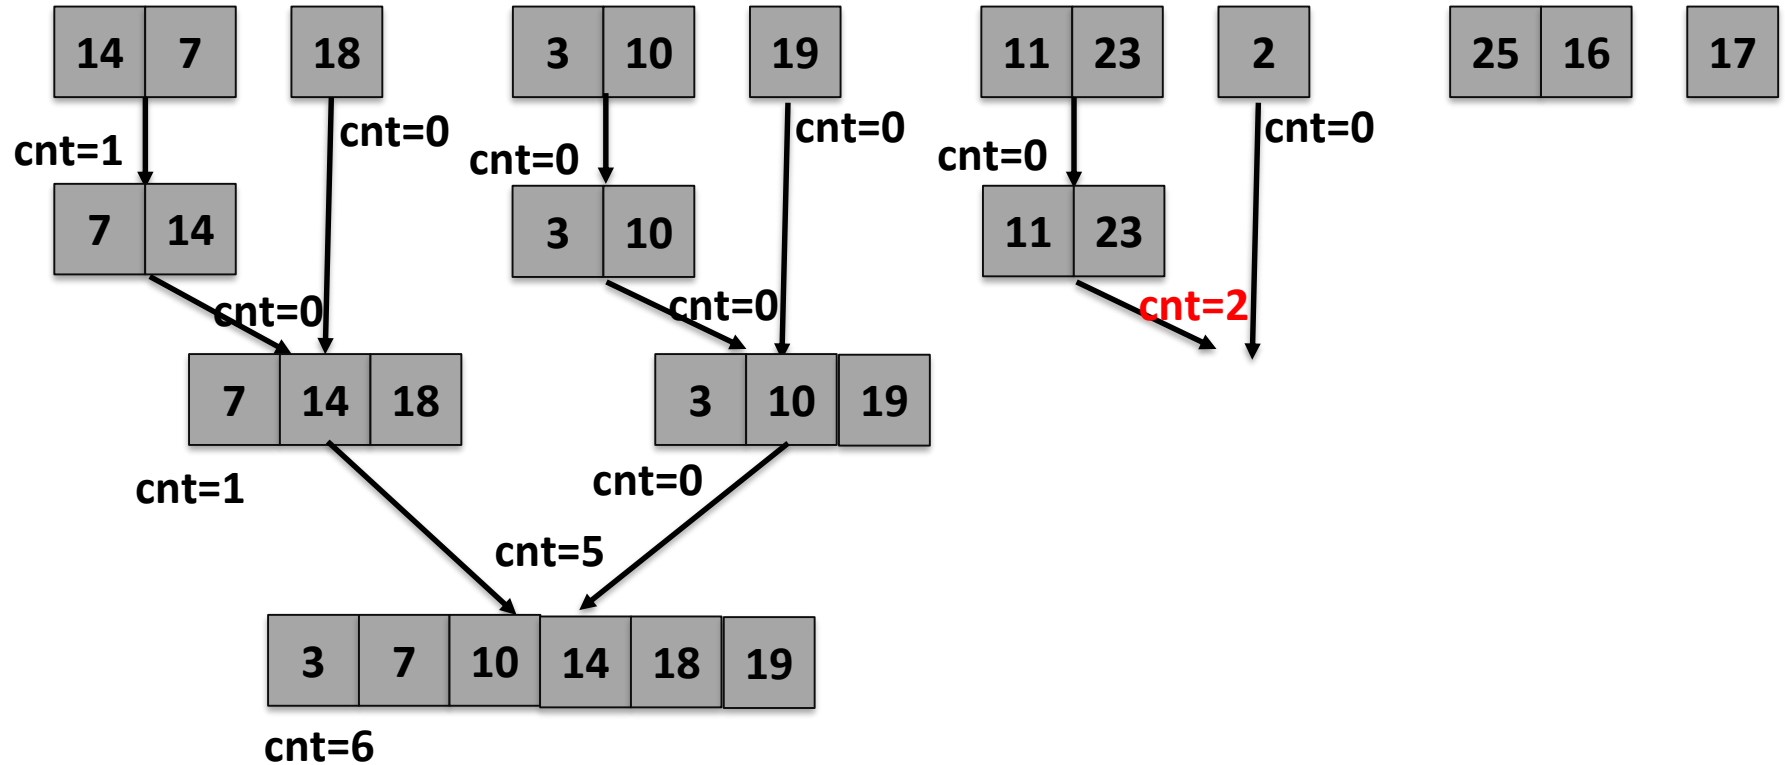 14 7 18 3 10 19 11 23 2 25 16 17
cnt=1 cnt=0 cnt=0 cnt=0 cnt=0 cnt=0
7 14 3 10 11 23
cnt=0 cnt=0 cnt=2
7 14 18 3 10 19
cnt=1 cnt=0
cnt=5
3 7 10 14 18 19
cnt=6